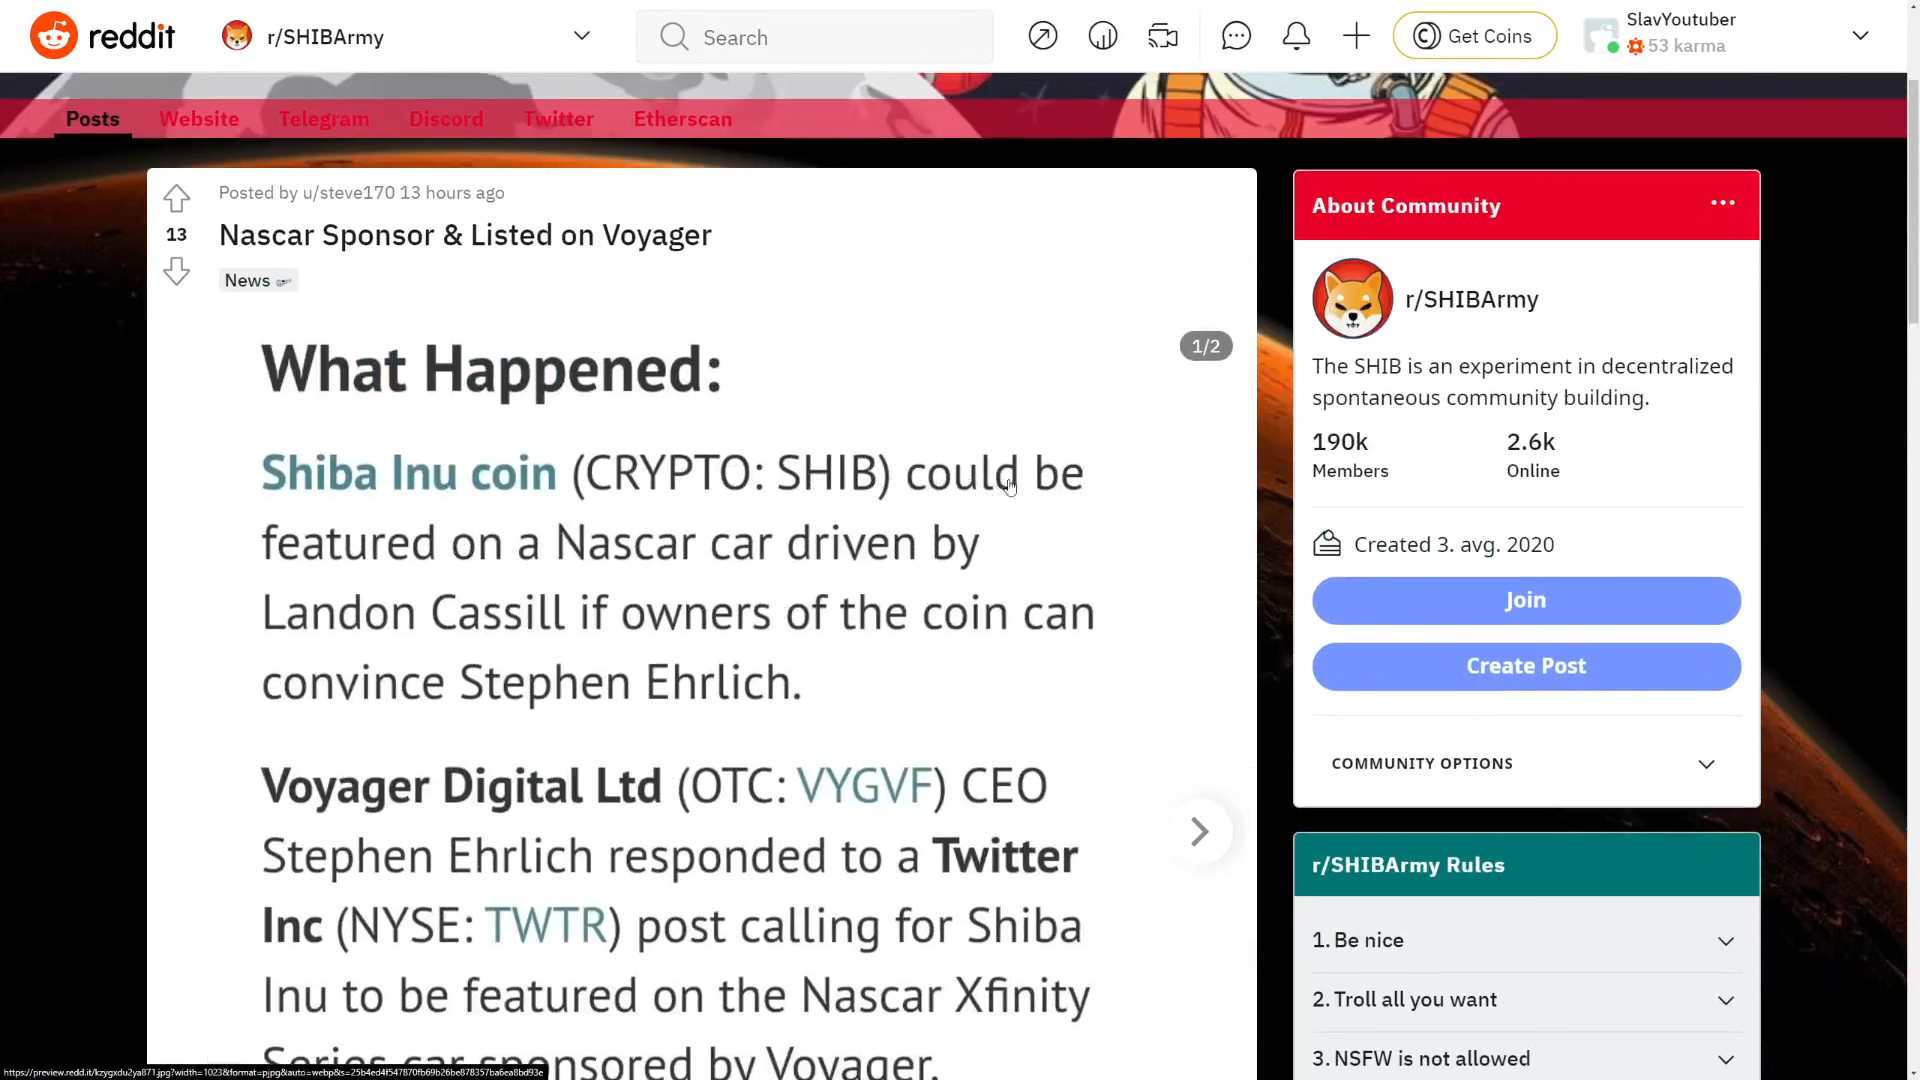 reddit
r/SHIBArmy
Search
Get Coins
SlavYoutuber
53 karma
Posts
Website
Telegram
Discord
Twitter
Etherscan
Posted by u/steve170 13 hours ago
13
Nascar Sponsor & Listed on Voyager
News
1/2
What Happened:
Shiba Inu coin (CRYPTO: SHIB) could be
featured on a Nascar car driven by
Landon Cassill if owners of the coin can
convince Stephen Ehrlich.
Voyager Digital Ltd (OTC: VYGVF) CEO
Stephen Ehrlich responded to a Twitter
Inc (NYSE: TWTR) post calling for Shiba
Inu to be featured on the Nascar Xfinity
Series car sponsored by Voyager.
About Community
r/SHIBArmy
The SHIB is an experiment in decentralized
spontaneous community building.
190k
Members
2.6k
Online
Created 3. avg. 2020
Join
Create Post
COMMUNITY OPTIONS
r/SHIBArmy Rules
1. Be nice
2. Troll all you want
3. NSFW is not allowed